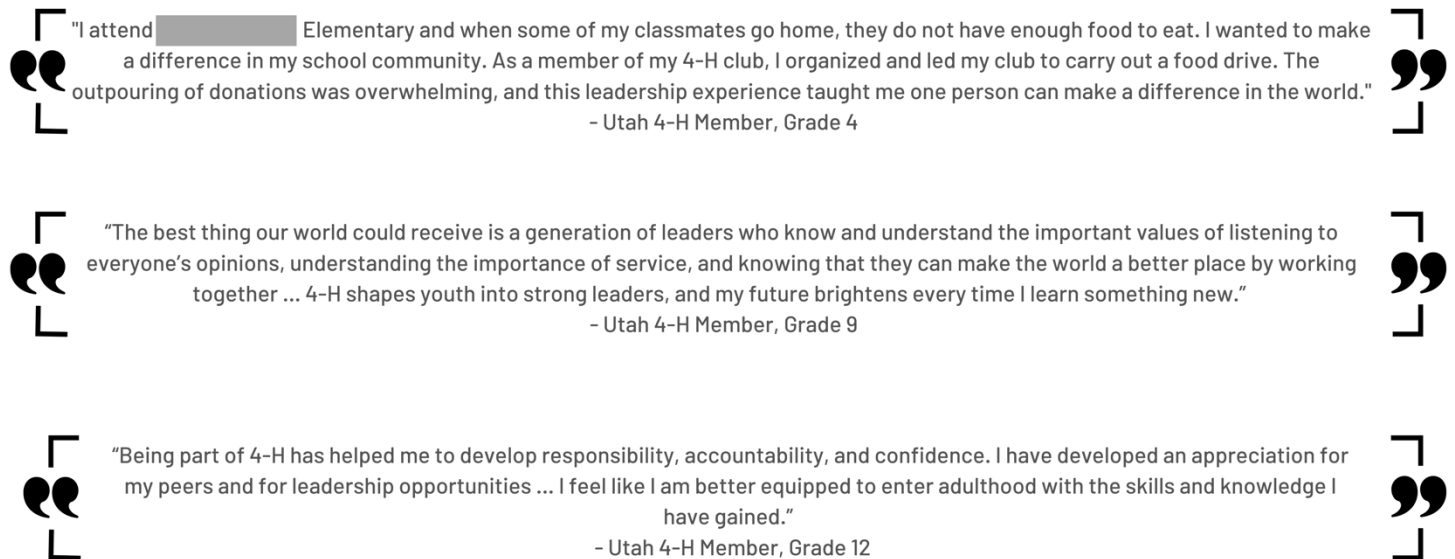 "I attend Elementary and when some of my classmates go home, they do not have enough food to eat. I wanted to make
a difference in my school community. As a member of my 4-H club, I organized and led my club to carry out a food drive. The
outpouring of donations was overwhelming, and this leadership experience taught me one person can make a difference in the world."
- Utah 4-H Member, Grade 4
“The best thing our world could receive is a generation of leaders who know and understand the important values of listening to
everyone’s opinions, understanding the importance of service, and knowing that they can make the world a better place by working
together ... 4-H shapes youth into strong leaders, and my future brightens every time I learn something new.”
- Utah 4-H Member, Grade 9
“Being part of 4-H has helped me to develop responsibility, accountability, and confidence. I have developed an appreciation for
my peers and for leadership opportunities ... I feel like I am better equipped to enter adulthood with the skills and knowledge I
have gained.”
- Utah 4-H Member, Grade 12